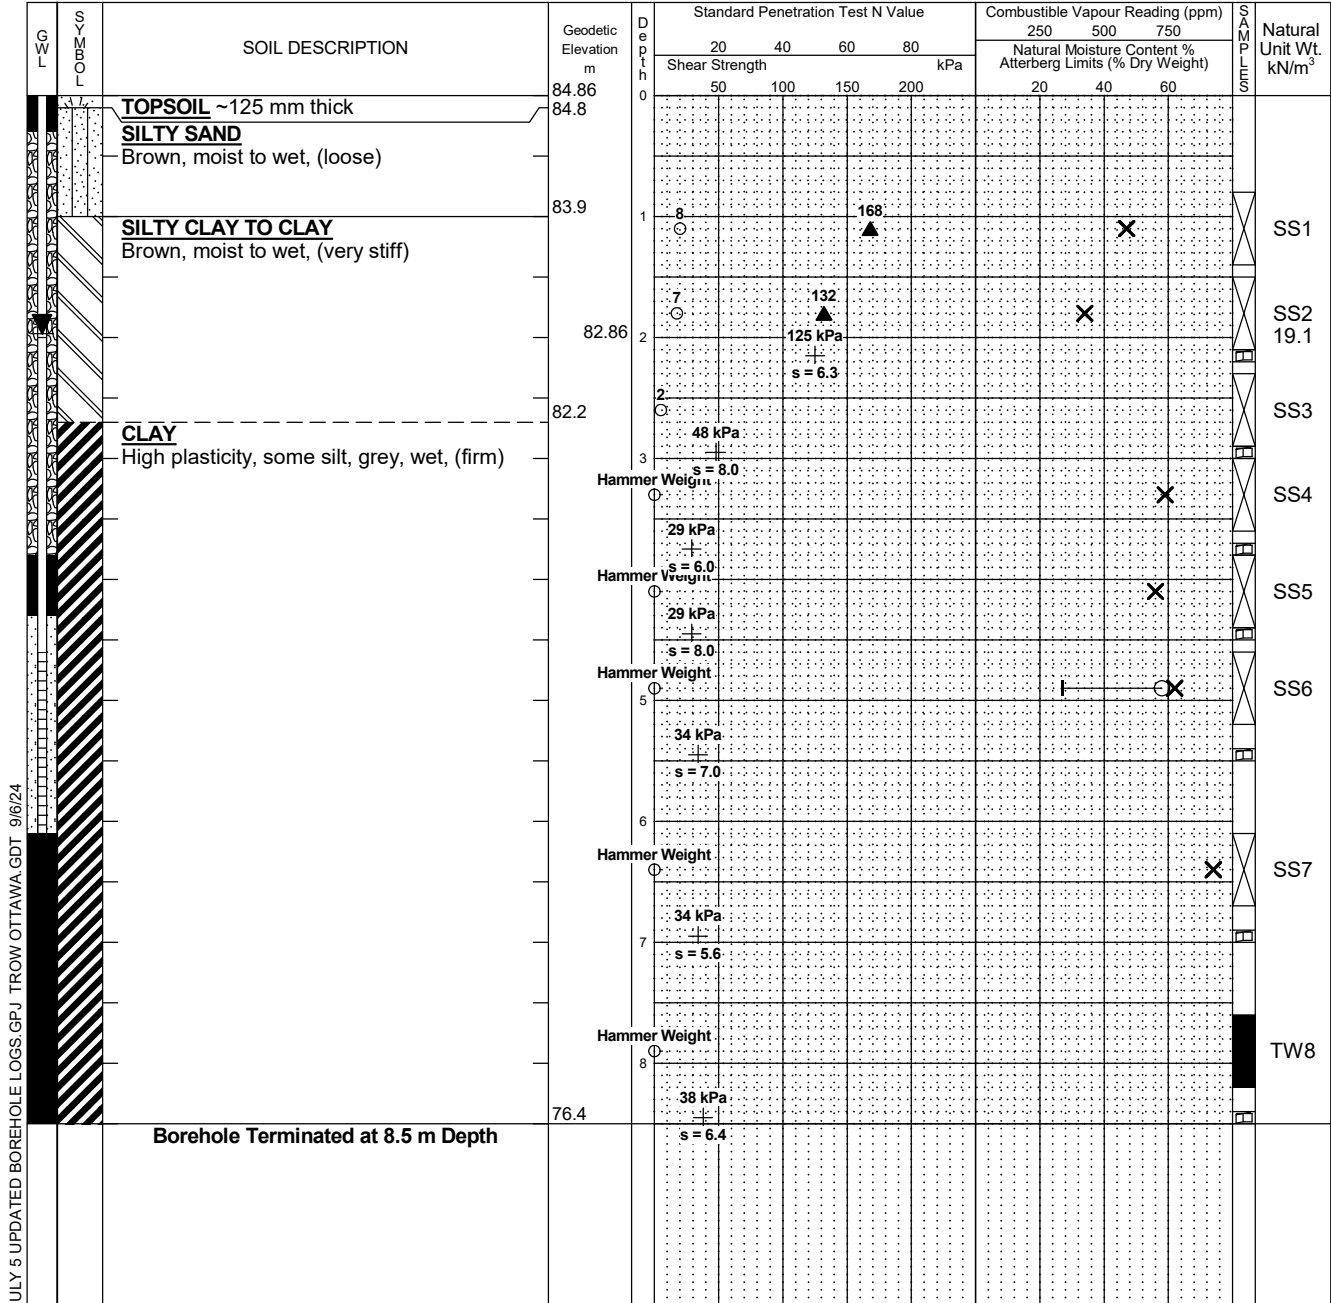 GWL
SYMBOL
SOIL DESCRIPTION
Geodetic
Elevation
m
Depth
Standard Penetration Test N Value
20 40 60 80
Shear Strength kPa
50 100 150 200
Combustible Vapour Reading (ppm)
250 500 750
Natural Moisture Content %
Atterberg Limits (% Dry Weight)
20 40 60
SAMPLES
Natural
Unit Wt.
kN/m³
84.86
0
TOPSOIL ~125 mm thick
84.8
SILTY SAND
Brown, moist to wet, (loose)
83.9
8
168
1
SS1
SILTY CLAY TO CLAY
Brown, moist to wet, (very stiff)
7
132
SS2
19.1
82.86
2
125 kPa
s = 6.3
2
SS3
82.2
CLAY
High plasticity, some silt, grey, wet, (firm)
48 kPa
3
s = 8.0
Hammer Weight
SS4
29 kPa
s = 6.0
Hammer Weight
SS5
29 kPa
s = 8.0
Hammer Weight
SS6
5
34 kPa
s = 7.0
6
Hammer Weight
SS7
34 kPa
7
s = 5.6
Hammer Weight
TW8
8
38 kPa
76.4
s = 6.4
Borehole Terminated at 8.5 m Depth
ULY 5 UPDATED BOREHOLE LOGS.GPJ TROW OTTAWA.GDT 9/6/24